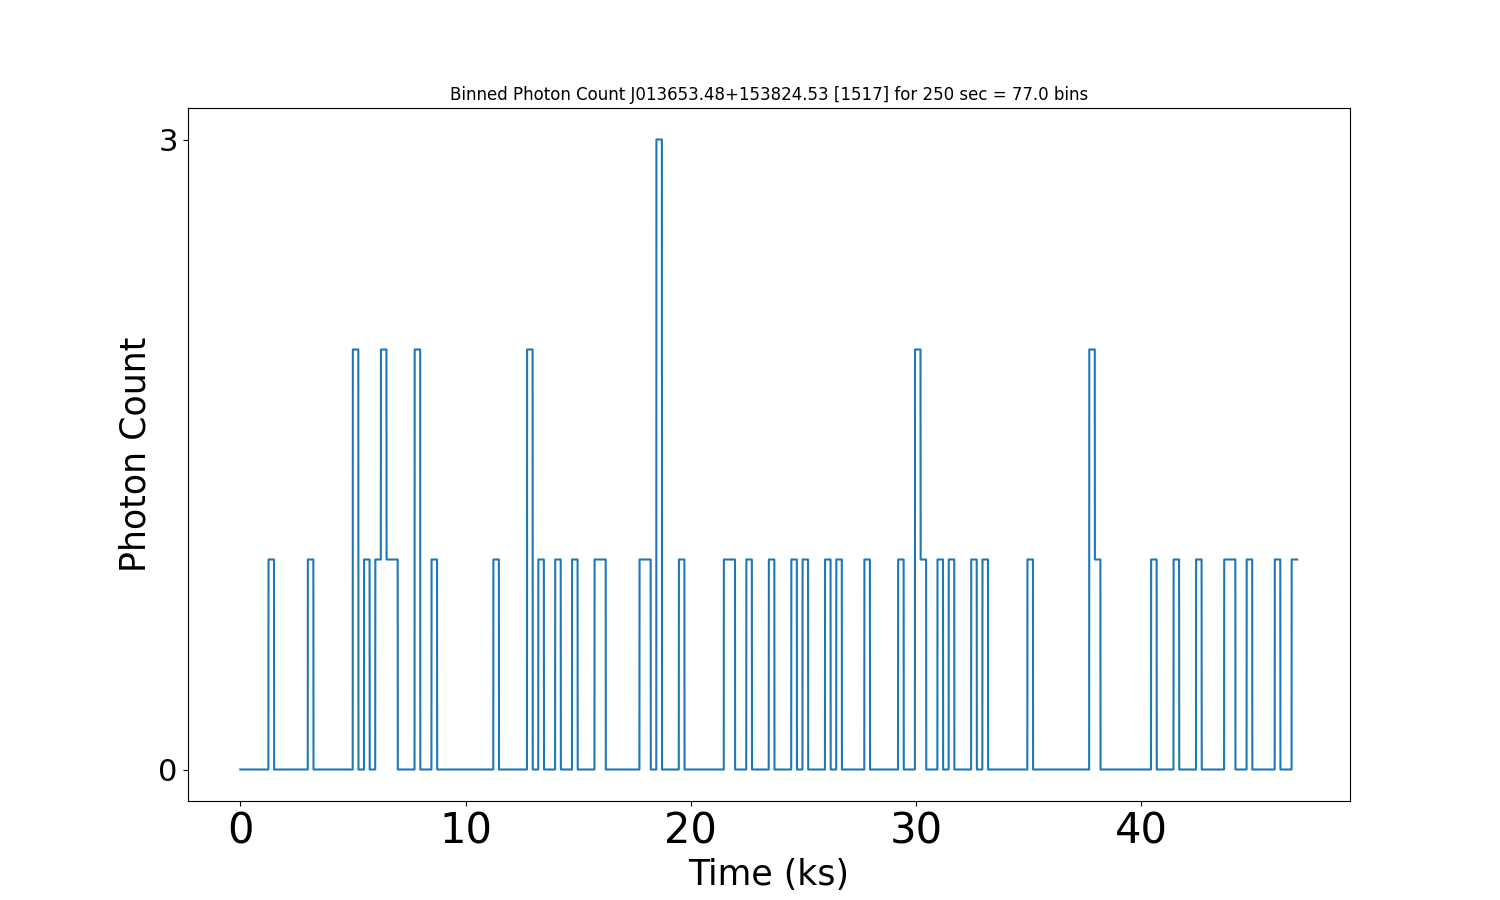 Binned Photon Count J013653.48+153824.53 [1517] for 250 sec = 77.0 bins
3
Photon Count
0
0 10 20 30 40
Time (ks)